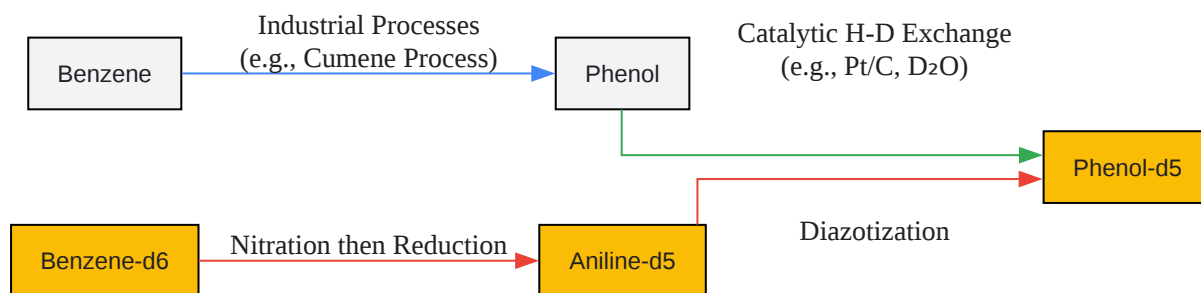 Industrial Processes
(e.g., Cumene Process)
Catalytic H-D Exchange
(e.g., Pt/C, D₂O)
Benzene
Phenol
Phenol-d5
Diazotization
Nitration then Reduction
Benzene-d6
Aniline-d5